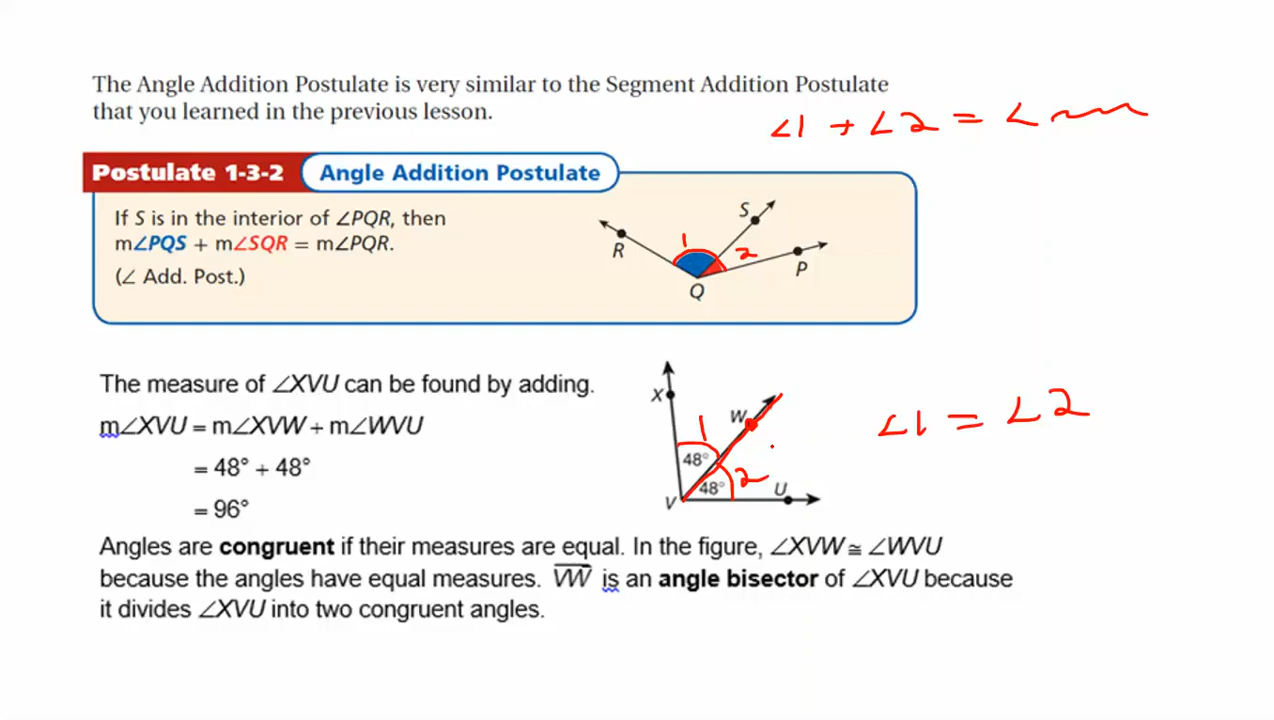 The Angle Addition Postulate is very similar to the Segment Addition Postulate
that you learned in the previous lesson.
∠1 + ∠2 = ∠
Postulate 1-3-2 Angle Addition Postulate
If S is in the interior of ∠PQR, then
m∠PQS + m∠SQR = m∠PQR.
(∠ Add. Post.)
S
R
1
2
P
Q
The measure of ∠XVU can be found by adding.
m∠XVU = m∠XVW + m∠WVU
= 48° + 48°
= 96°
X
W
1
48°
2
48°
U
V
∠1 = ∠2
Angles are congruent if their measures are equal. In the figure, ∠XVW ≅ ∠WVU
because the angles have equal measures. VW is an angle bisector of ∠XVU because
it divides ∠XVU into two congruent angles.